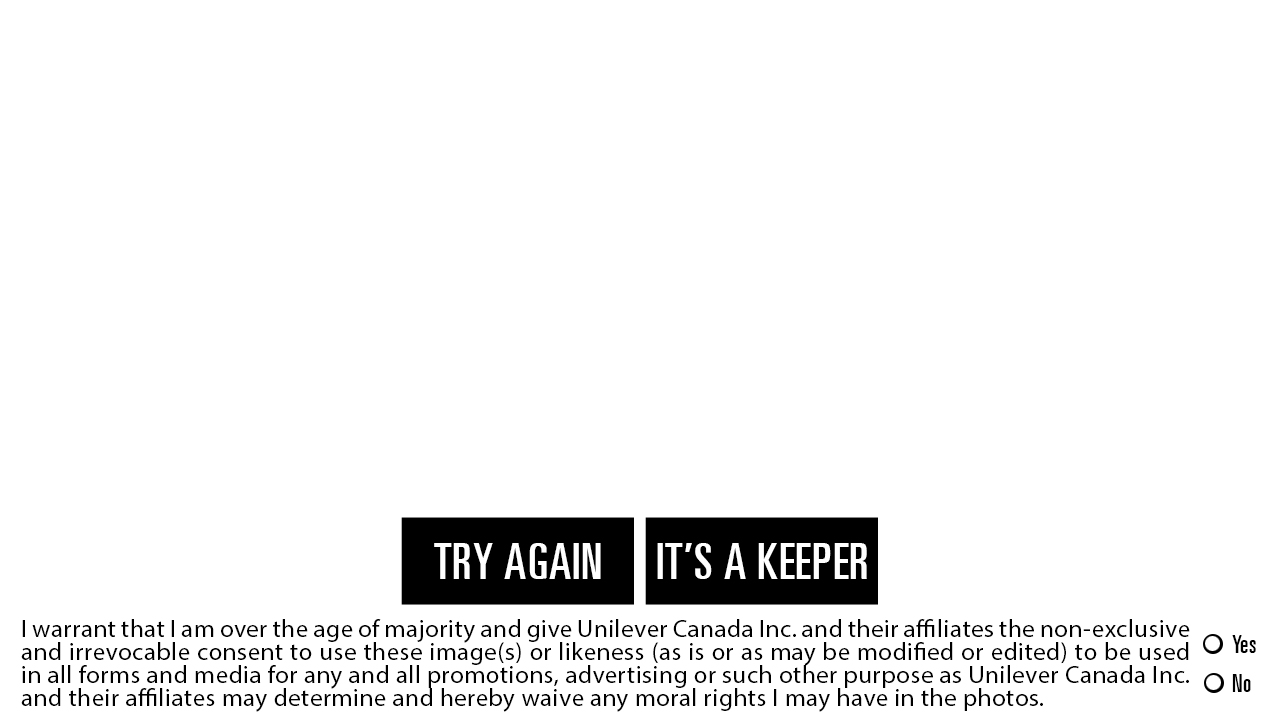 TRY AGAIN
IT'S A KEEPER
I warrant that I am over the age of majority and give Unilever Canada Inc. and their affiliates the non-exclusive
and irrevocable consent to use these image(s) or likeness (as is or as may be modified or edited) to be used
in all forms and media for any and all promotions, advertising or such other purpose as Unilever Canada Inc.
and their affiliates may determine and hereby waive any moral rights I may have in the photos.
Yes
No